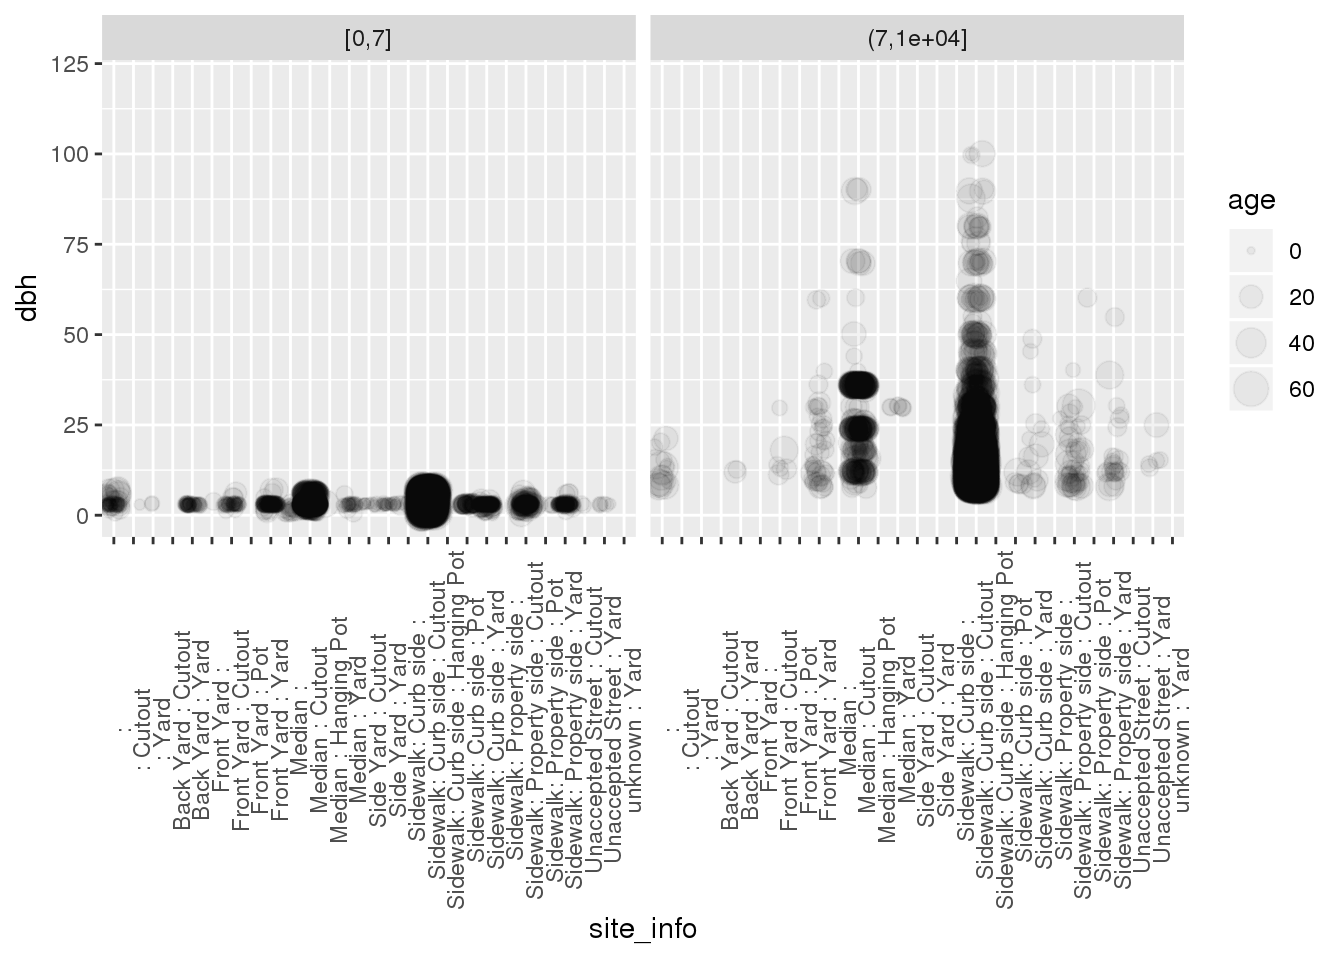 [0,7]
(7,1e+04]
125
100
75
50
25
0
dbh
:
: Cutout
: Yard
Back Yard : Cutout
Back Yard : Yard
Front Yard :
Front Yard : Cutout
Front Yard : Pot
Front Yard : Yard
Median :
Median : Cutout
Median : Hanging Pot
Median : Yard
Side Yard : Cutout
Side Yard : Yard
Sidewalk: Curb side :
Sidewalk: Curb side : Cutout
Sidewalk: Curb side : Hanging Pot
Sidewalk: Curb side : Pot
Sidewalk: Curb side : Yard
Sidewalk: Property side :
Sidewalk: Property side : Cutout
Sidewalk: Property side : Pot
Sidewalk: Property side : Yard
Unaccepted Street : Cutout
Unaccepted Street : Yard
unknown : Yard
:
: Cutout
: Yard
Back Yard : Cutout
Back Yard : Yard
Front Yard :
Front Yard : Cutout
Front Yard : Pot
Front Yard : Yard
Median :
Median : Cutout
Median : Hanging Pot
Median : Yard
Side Yard : Cutout
Side Yard : Yard
Sidewalk: Curb side :
Sidewalk: Curb side : Cutout
Sidewalk: Curb side : Hanging Pot
Sidewalk: Curb side : Pot
Sidewalk: Curb side : Yard
Sidewalk: Property side :
Sidewalk: Property side : Cutout
Sidewalk: Property side : Pot
Sidewalk: Property side : Yard
Unaccepted Street : Cutout
Unaccepted Street : Yard
unknown : Yard
site_info
age
0
20
40
60